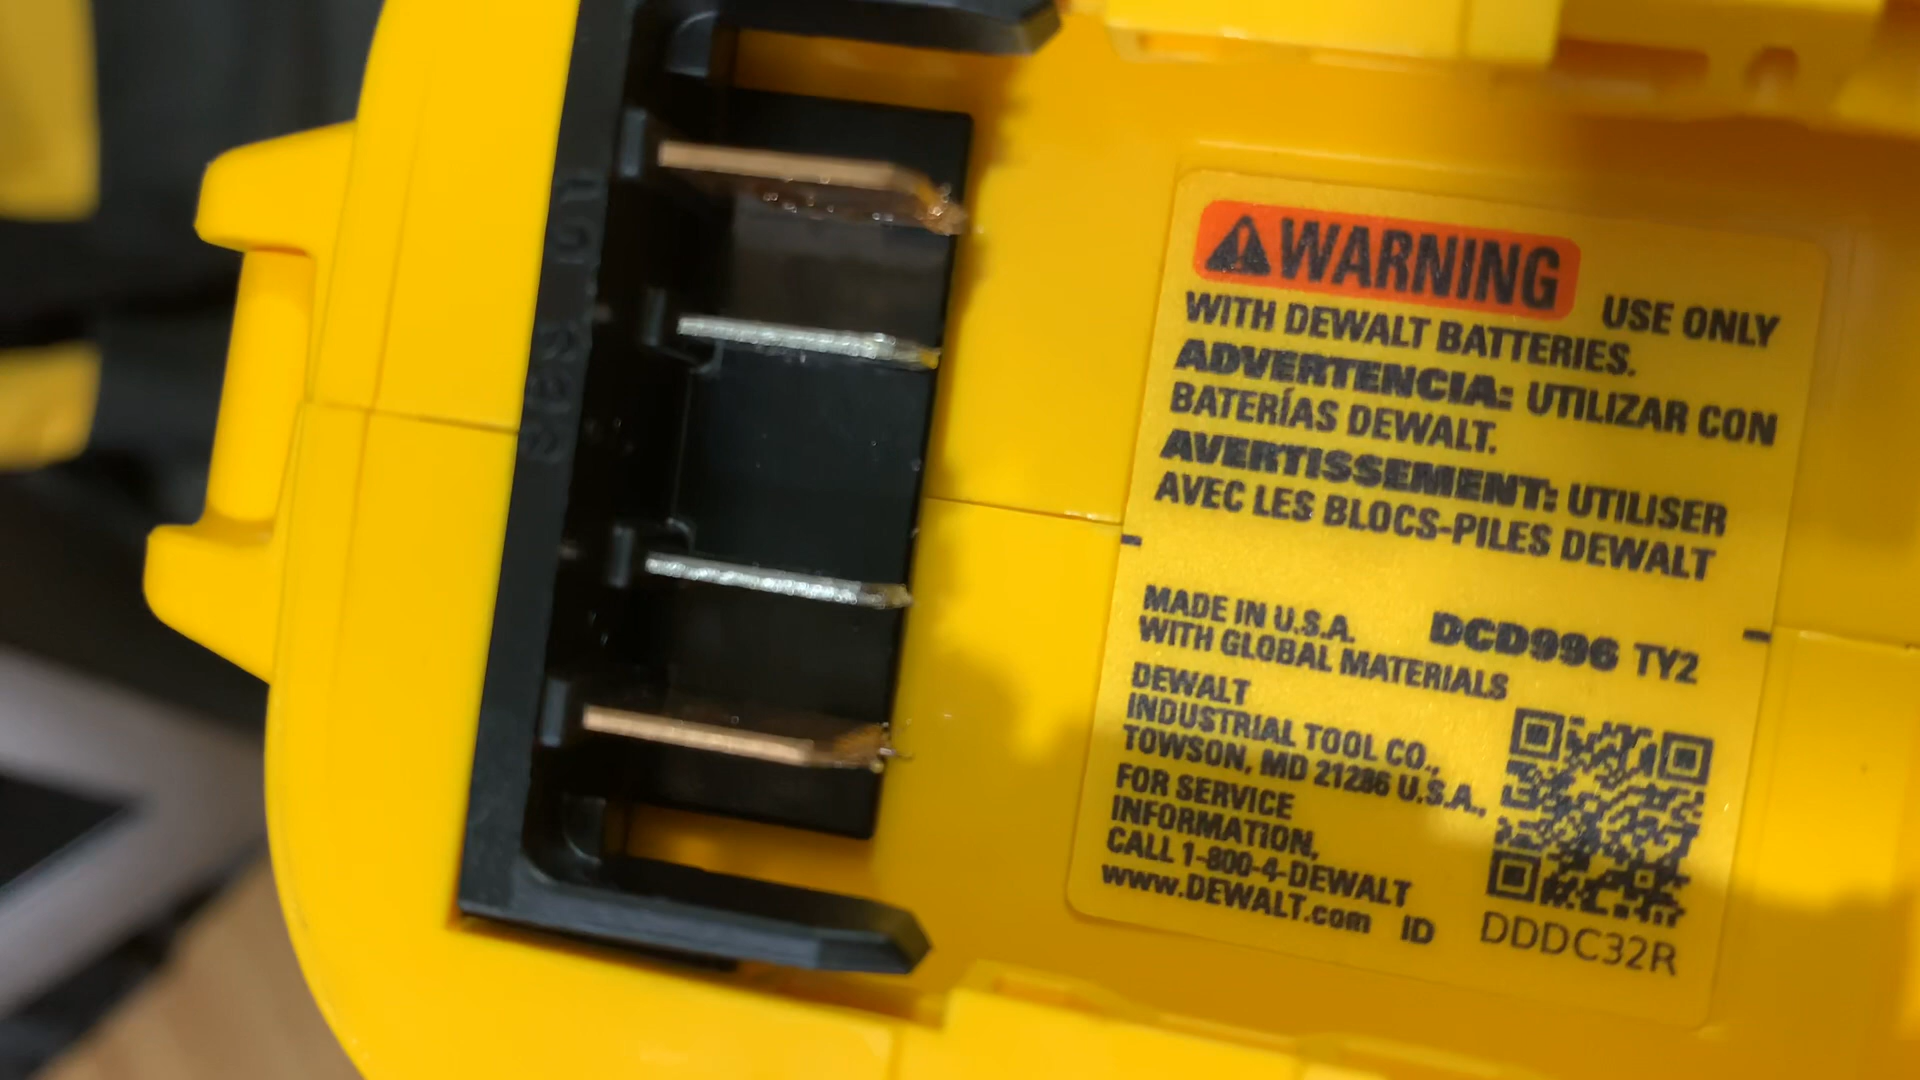 WARNING USE ONLY
WITH DEWALT BATTERIES.
ADVERTENCIA: UTILIZAR CON
BATERÍAS DEWALT.
AVERTISSEMENT: UTILISER
AVEC LES BLOCS-PILES DEWALT
MADE IN U.S.A.
WITH GLOBAL MATERIALS
DCD996 TY2
DEWALT
INDUSTRIAL TOOL CO.,
TOWSON, MD 21286 U.S.A.,
FOR SERVICE
INFORMATION,
CALL 1-800-4-DEWALT
www.DEWALT.com ID
DDDC32R